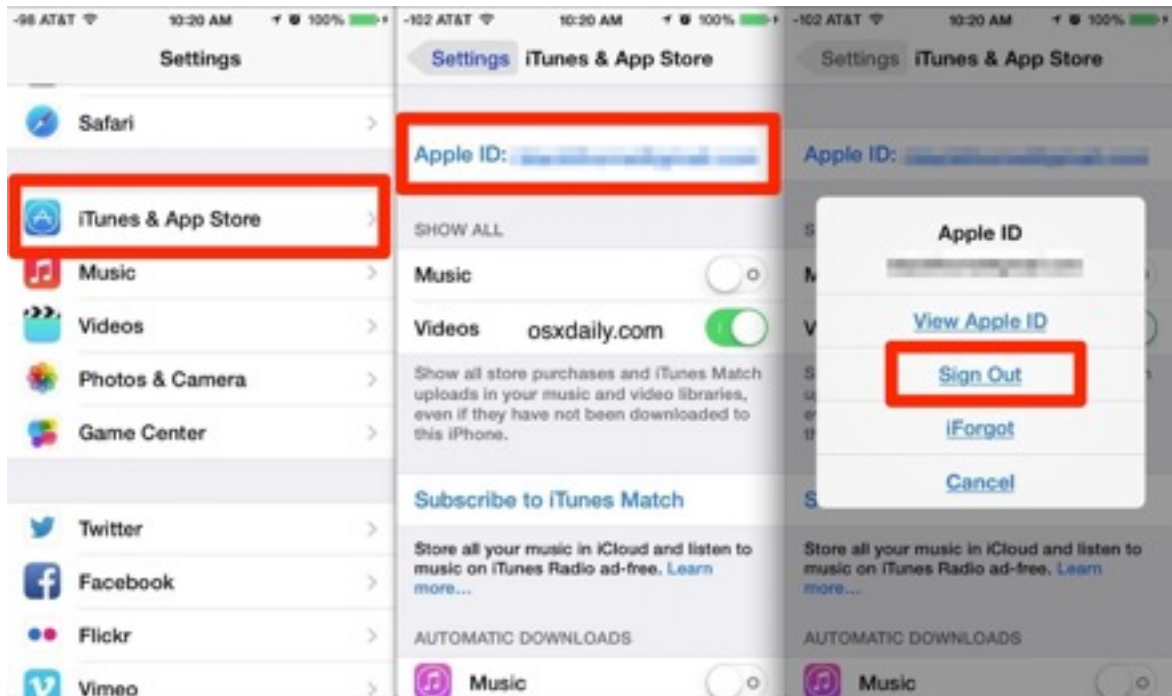 -98 AT&T 10:20 AM 100%
Settings
Safari
iTunes & App Store
Music
Videos
Photos & Camera
Game Center
Twitter
Facebook
Flickr
Vimeo
-102 AT&T 10:20 AM 100%
Settings iTunes & App Store
Apple ID:
SHOW ALL
Music
Videos osxdaily.com
Show all store purchases and iTunes Match
uploads in your music and video libraries,
even if they have not been downloaded to
this iPhone.
Subscribe to iTunes Match
Store all your music in iCloud and listen to
music on iTunes Radio ad-free. Learn
more...
AUTOMATIC DOWNLOADS
Music
-102 AT&T 10:20 AM 100%
Settings iTunes & App Store
Apple ID:
Apple ID
View Apple ID
Sign Out
iForgot
Cancel
Store all your music in iCloud and listen to
music on iTunes Radio ad-free. Learn
more...
AUTOMATIC DOWNLOADS
Music